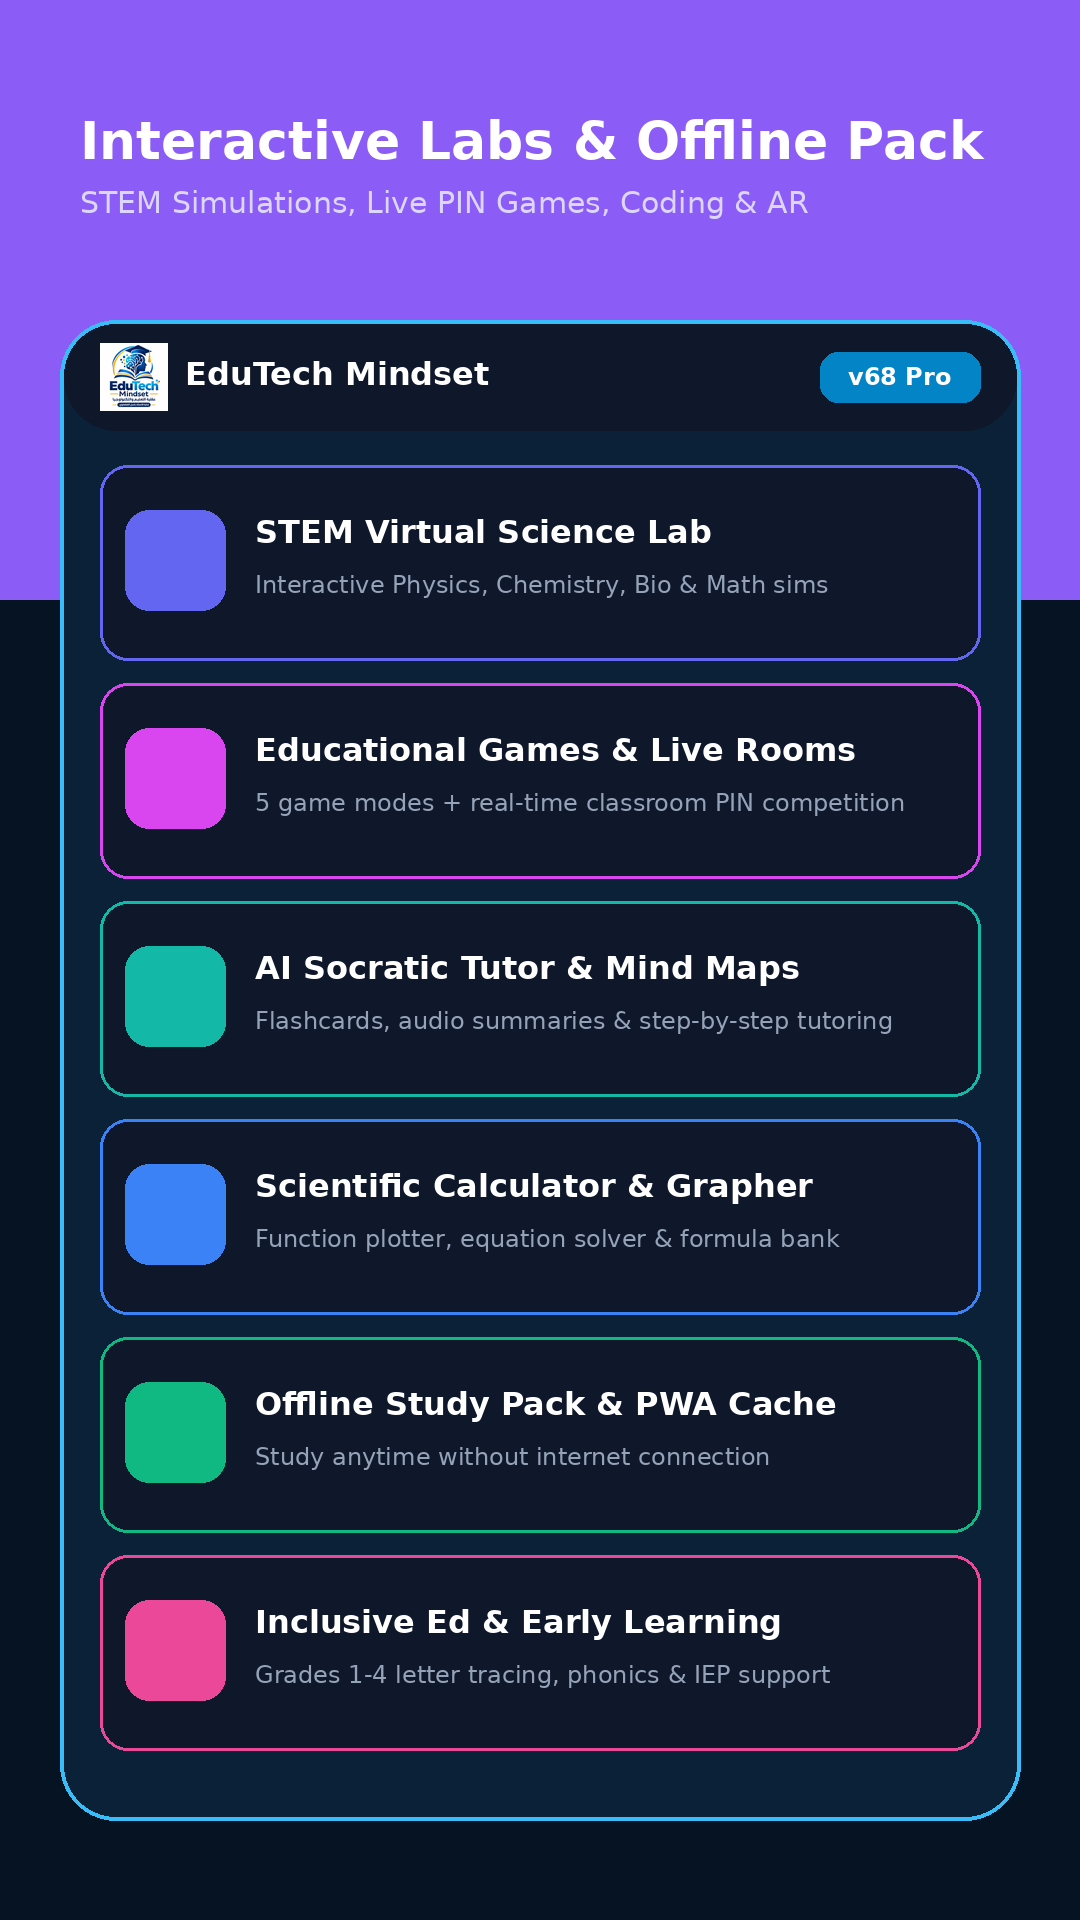 Interactive Labs & Offline Pack
STEM Simulations, Live PIN Games, Coding & AR
EduTech
Mindset
EduTech Mindset
v68 Pro
STEM Virtual Science Lab
Interactive Physics, Chemistry, Bio & Math sims
Educational Games & Live Rooms
5 game modes + real-time classroom PIN competition
AI Socratic Tutor & Mind Maps
Flashcards, audio summaries & step-by-step tutoring
Scientific Calculator & Grapher
Function plotter, equation solver & formula bank
Offline Study Pack & PWA Cache
Study anytime without internet connection
Inclusive Ed & Early Learning
Grades 1-4 letter tracing, phonics & IEP support